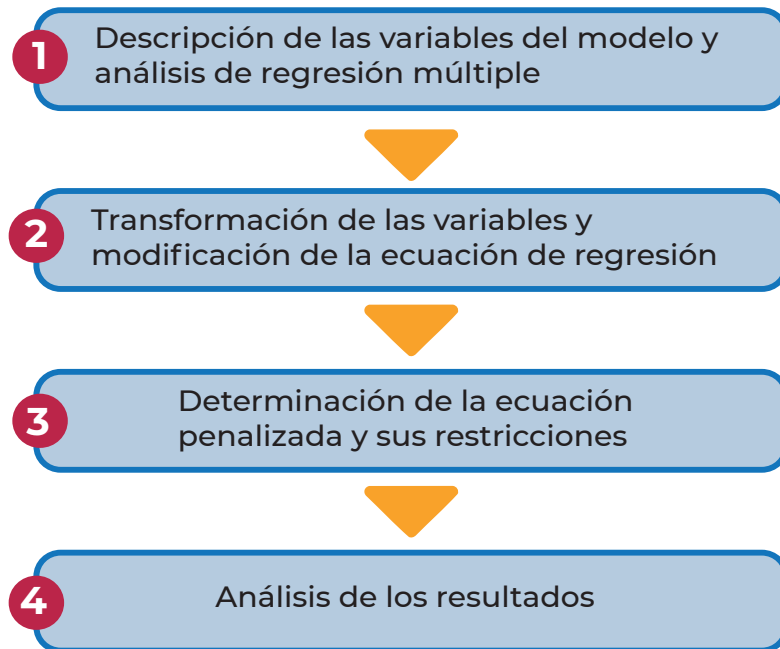 1
Descripción de las variables del modelo y
análisis de regresión múltiple
2
Transformación de las variables y
modificación de la ecuación de regresión
3
Determinación de la ecuación
penalizada y sus restricciones
4
Análisis de los resultados